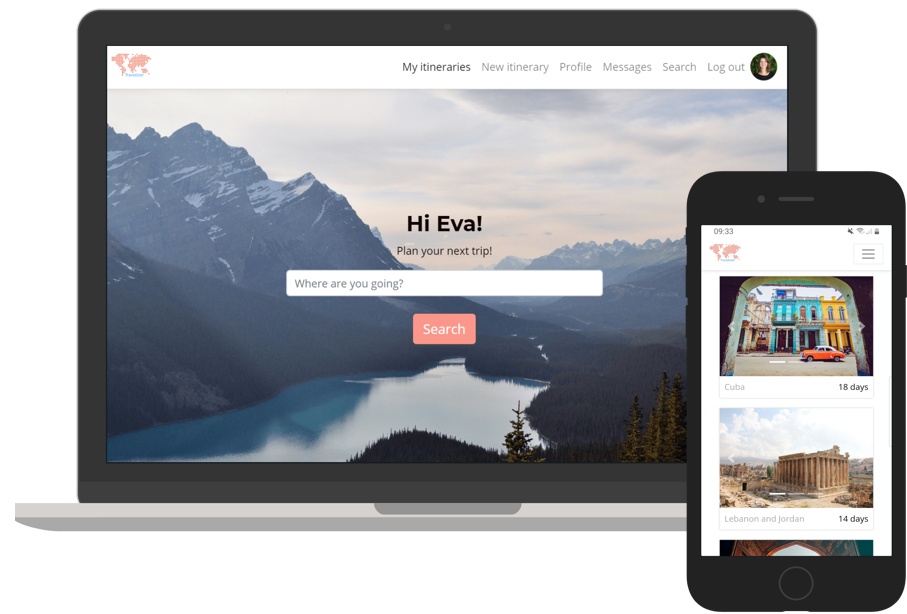 My itineraries New itinerary Profile Messages Search Log out
Hi Eva!
Plan your next trip!
Where are you going?
Search
09:33
Cuba 18 days
Lebanon and Jordan 14 days